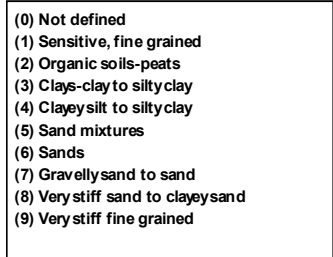 (0) Not defined
(1) Sensitive, fine grained
(2) Organic soils-peats
(3) Clays-clay to silty clay
(4) Clayey silt to silty clay
(5) Sand mixtures
(6) Sands
(7) Gravelly sand to sand
(8) Very stiff sand to clayey sand
(9) Very stiff fine grained